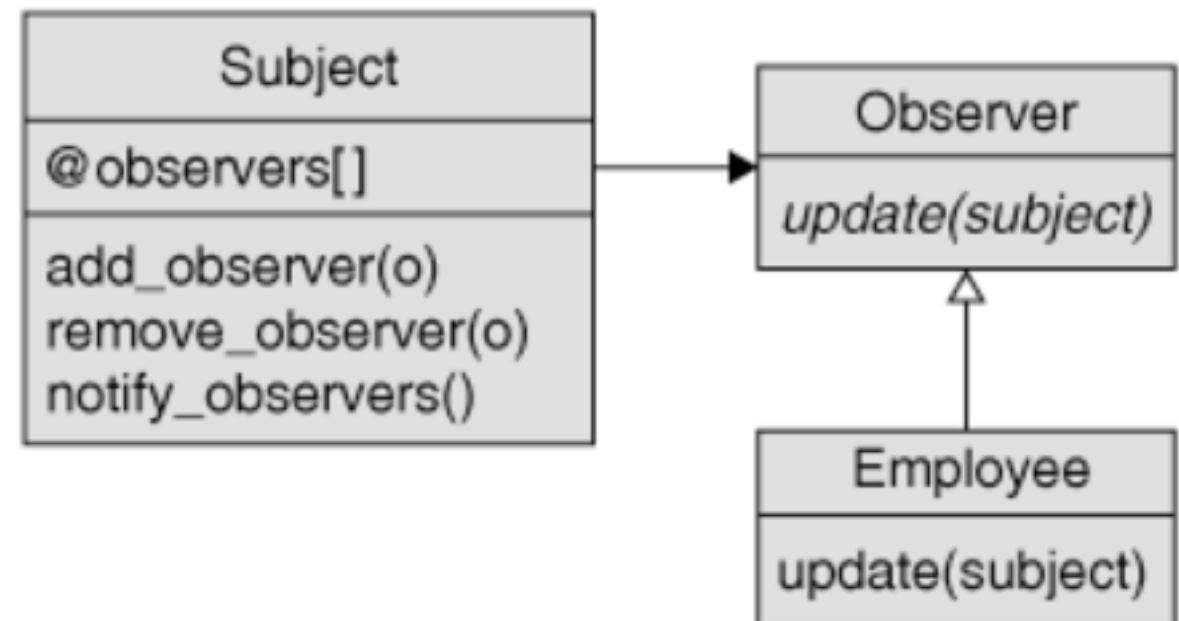 Subject
@observers[]
add_observer(o)
remove_observer(o)
notify_observers()
Observer
update(subject)
Employee
update(subject)